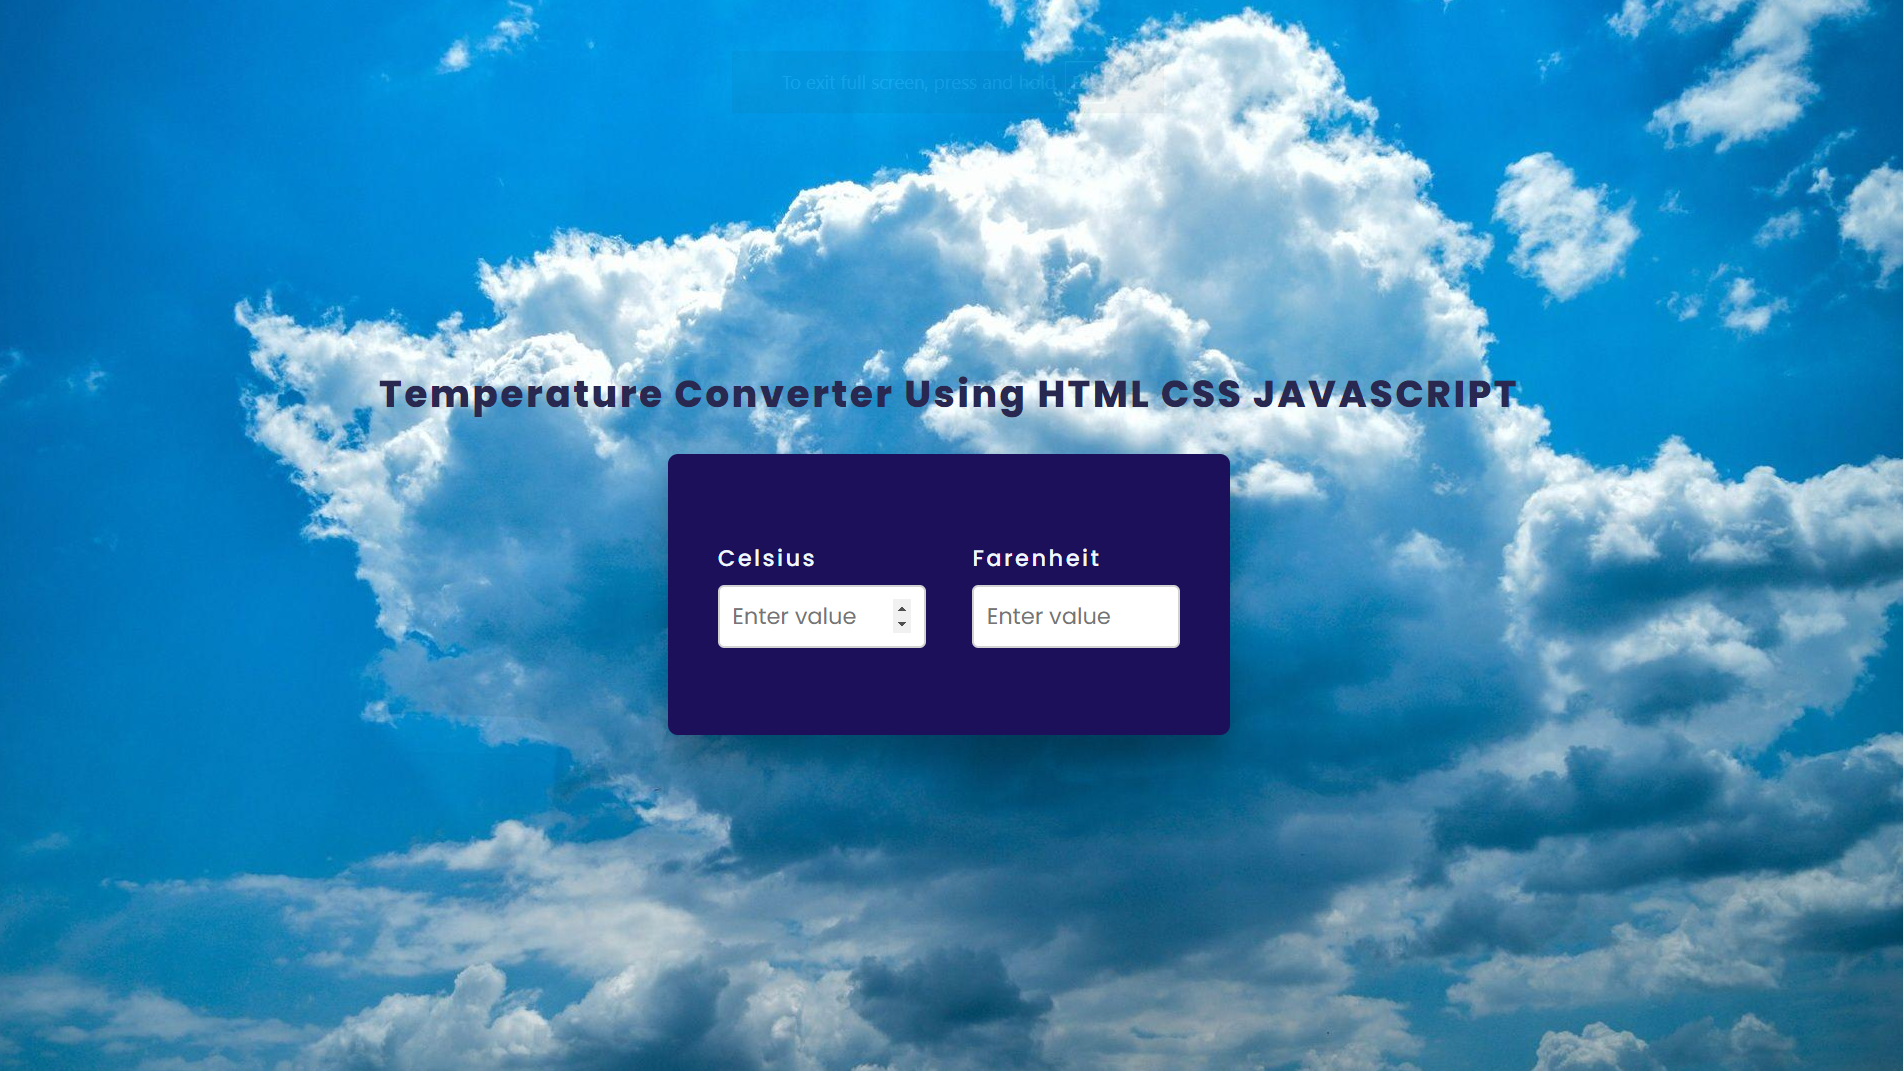 To exit full screen, press and hold
Temperature Converter Using HTML CSS JAVASCRIPT
Celsius
Farenheit
Enter value
Enter value